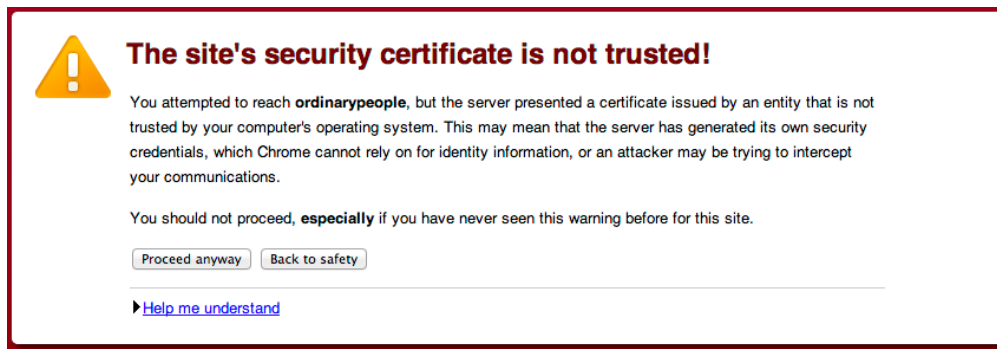 The site's security certificate is not trusted!
You attempted to reach ordinarypeople, but the server presented a certificate issued by an entity that is not
trusted by your computer's operating system. This may mean that the server has generated its own security
credentials, which Chrome cannot rely on for identity information, or an attacker may be trying to intercept
your communications.
You should not proceed, especially if you have never seen this warning before for this site.
Proceed anyway Back to safety
Help me understand